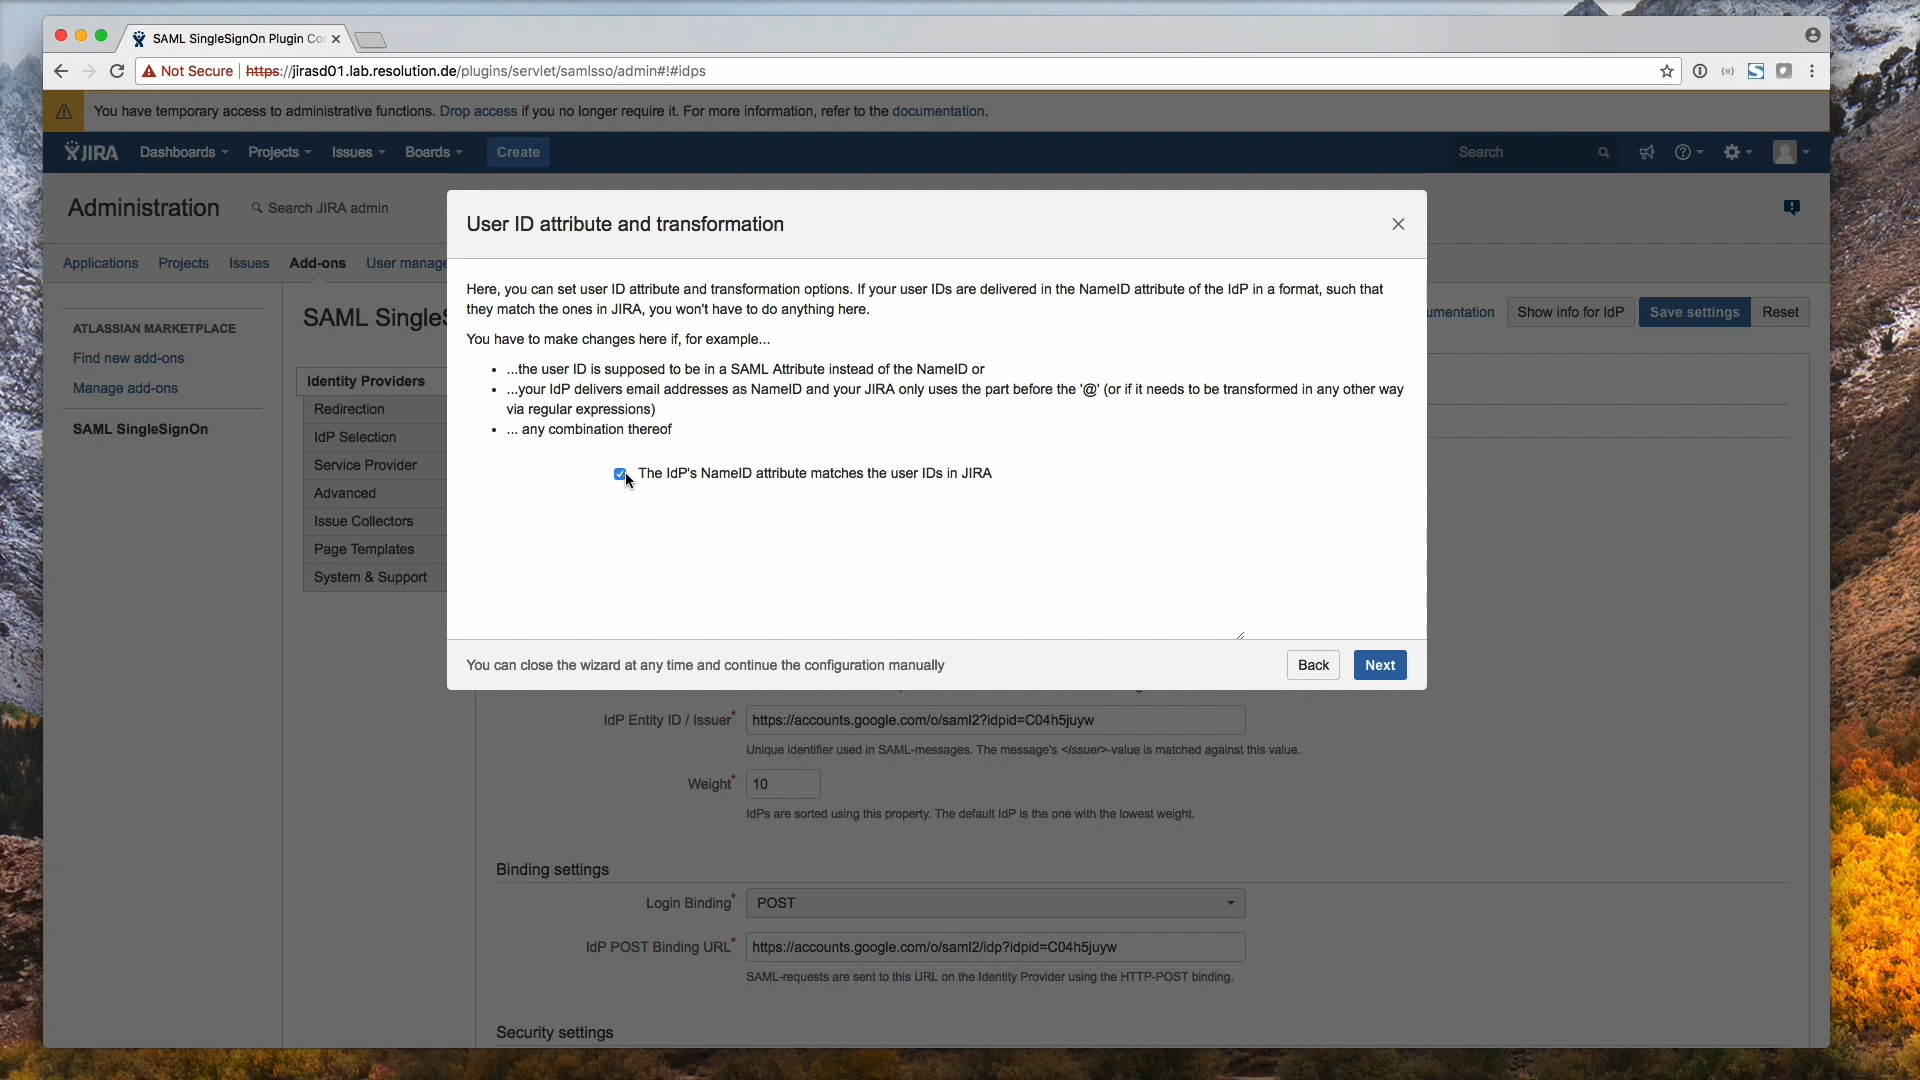 SAML SingleSignOn Plugin Co
Not Secure | https://jirasd01.lab.resolution.de/plugins/servlet/samlsso/admin#!#idps
You have temporary access to administrative functions. Drop access if you no longer require it. For more information, refer to the documentation.
JIRA Dashboards Projects Issues Boards Create Search
Administration Search JIRA admin
User ID attribute and transformation
Applications Projects Issues Add-ons User manage
Here, you can set user ID attribute and transformation options. If your user IDs are delivered in the NameID attribute of the IdP in a format, such that
they match the ones in JIRA, you won't have to do anything here.
ATLASSIAN MARKETPLACE
Find new add-ons
Manage add-ons
SAML SingleSignOn
SAML SingleS
umentation Show info for IdP Save settings Reset
You have to make changes here if, for example...
• ...the user ID is supposed to be in a SAML Attribute instead of the NameID or
• ...your IdP delivers email addresses as NameID and your JIRA only uses the part before the '@' (or if it needs to be transformed in any other way
via regular expressions)
• ... any combination thereof
Identity Providers
Redirection
IdP Selection
Service Provider
Advanced
Issue Collectors
Page Templates
System & Support
The IdP's NameID attribute matches the user IDs in JIRA
You can close the wizard at any time and continue the configuration manually
Back Next
IdP Entity ID / Issuer* https://accounts.google.com/o/saml2?idpid=C04h5juyw
Unique identifier used in SAML-messages. The message's <Issuer>-value is matched against this value.
Weight* 10
IdPs are sorted using this property. The default IdP is the one with the lowest weight.
Binding settings
Login Binding* POST
IdP POST Binding URL* https://accounts.google.com/o/saml2/idp?idpid=C04h5juyw
SAML-requests are sent to this URL on the Identity Provider using the HTTP-POST binding.
Security settings